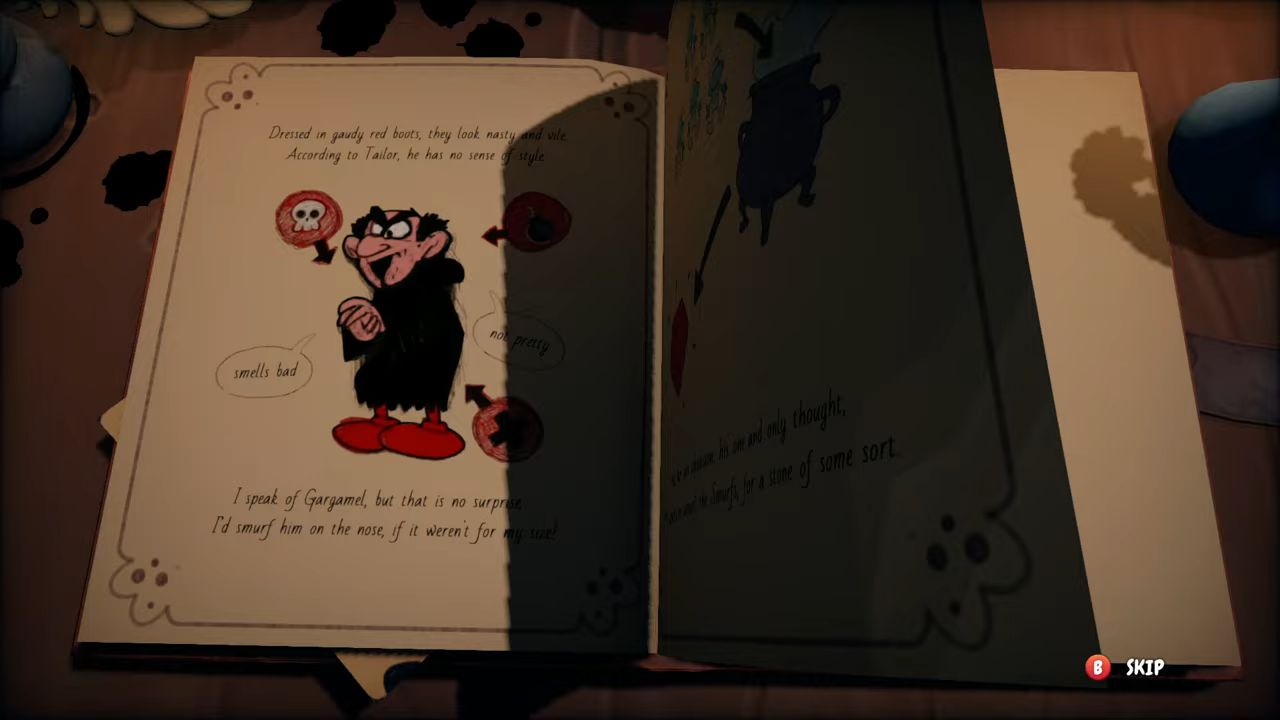 Dressed in gaudy red boots, they look nasty and vile.
According to Tailor, he has no sense of style.
not pretty
smells bad
I speak of Gargamel, but that is no surprise,
I'd smurf him on the nose, if it weren't for my size!
his one and only thought,
the Smurfs, for a stone of some sort.
B SKIP